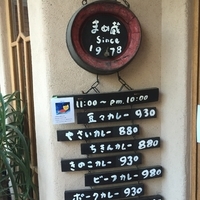 まめ蔵
Since
1978
11:00〜pm.10:00
豆マカレー 930
やさいカレー 880
ちきんカレー 880
きのこカレー 930
ビーフカレー 980
ポークカレー 930